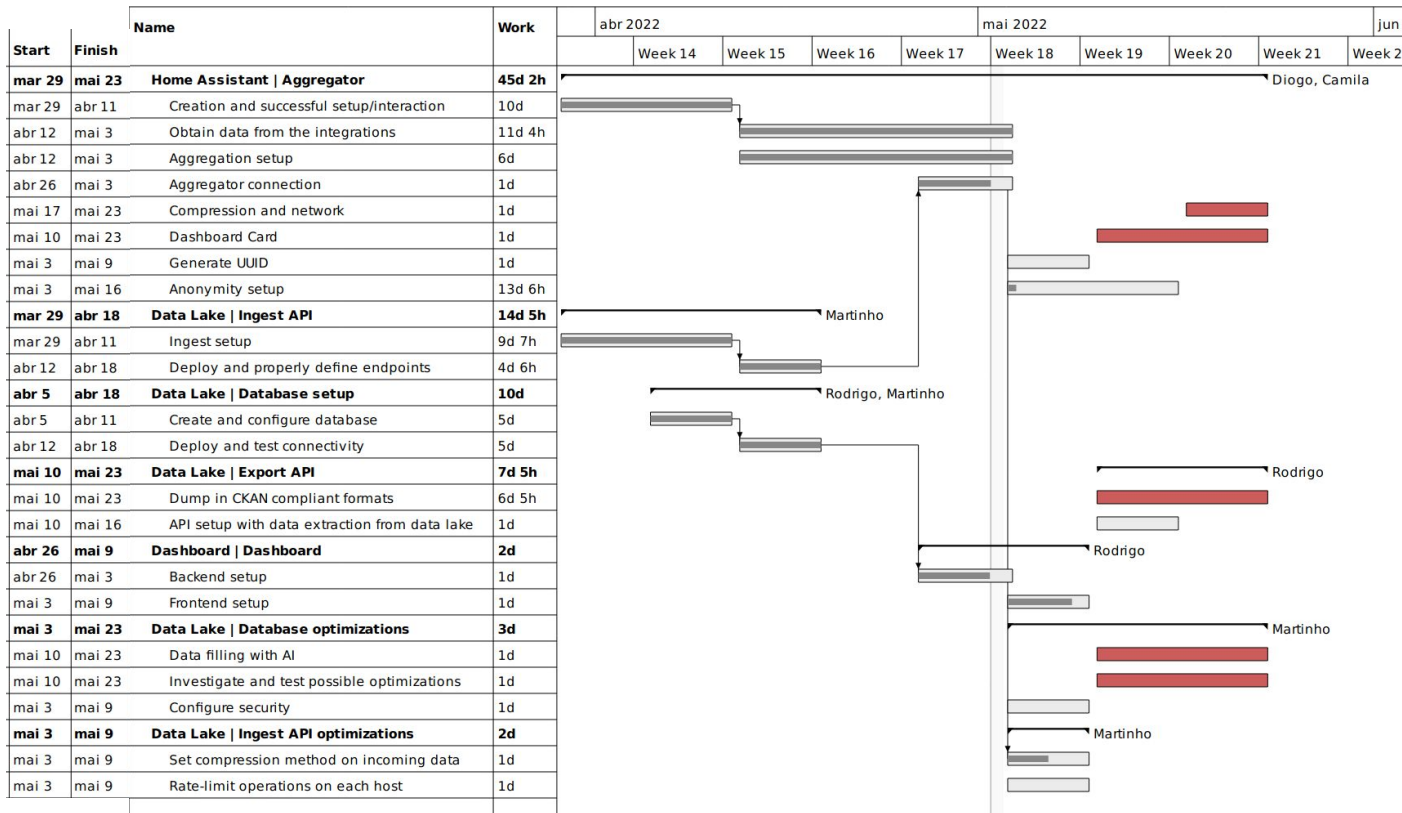 Name Work abr 2022 mai 2022 jun
Start Finish Week 14 Week 15 Week 16 Week 17 Week 18 Week 19 Week 20 Week 21 Week 2
mar 29 mai 23 Home Assistant | Aggregator 45d 2h Diogo, Camila
mar 29 abr 11 Creation and successful setup/interaction 10d
abr 12 mai 3 Obtain data from the integrations 11d 4h
abr 12 mai 3 Aggregation setup 6d
abr 26 mai 3 Aggregator connection 1d
mai 17 mai 23 Compression and network 1d
mai 10 mai 23 Dashboard Card 1d
mai 3 mai 9 Generate UUID 1d
mai 3 mai 16 Anonymity setup 13d 6h
mar 29 abr 18 Data Lake | Ingest API 14d 5h Martinho
mar 29 abr 11 Ingest setup 9d 7h
abr 12 abr 18 Deploy and properly define endpoints 4d 6h
abr 5 abr 18 Data Lake | Database setup 10d Rodrigo, Martinho
abr 5 abr 11 Create and configure database 5d
abr 12 abr 18 Deploy and test connectivity 5d
mai 10 mai 23 Data Lake | Export API 7d 5h Rodrigo
mai 10 mai 23 Dump in CKAN compliant formats 6d 5h
mai 10 mai 16 API setup with data extraction from data lake 1d
abr 26 mai 9 Dashboard | Dashboard 2d Rodrigo
abr 26 mai 3 Backend setup 1d
mai 3 mai 9 Frontend setup 1d
mai 3 mai 23 Data Lake | Database optimizations 3d Martinho
mai 10 mai 23 Data filling with AI 1d
mai 10 mai 23 Investigate and test possible optimizations 1d
mai 3 mai 9 Configure security 1d
mai 3 mai 9 Data Lake | Ingest API optimizations 2d Martinho
mai 3 mai 9 Set compression method on incoming data 1d
mai 3 mai 9 Rate-limit operations on each host 1d